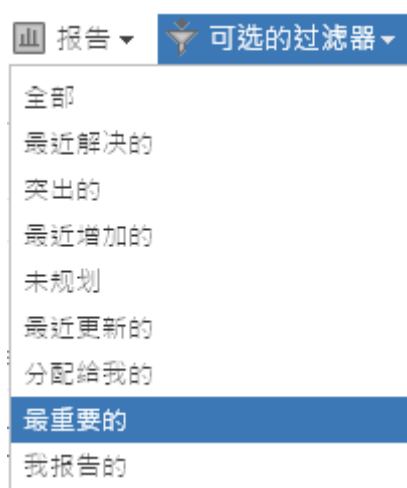 报告 可选的过滤器
全部
最近解决的
突出的
最近增加的
未规划
最近更新的
分配给我的
最重要的
我报告的